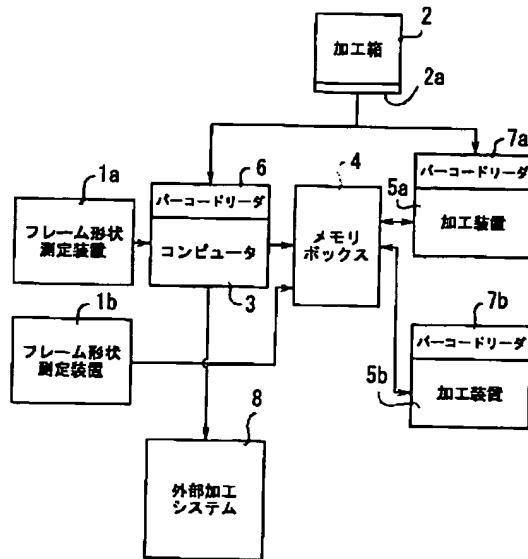 2
加工箱
2a
7a
6
4
バーコードリーダ
1a
バーコードリーダ
5a
フレーム形状
測定装置
コンピュータ
メモリ
ボックス
加工装置
1b
3
7b
フレーム形状
測定装置
バーコードリーダ
5b
加工装置
8
外部加工
システム